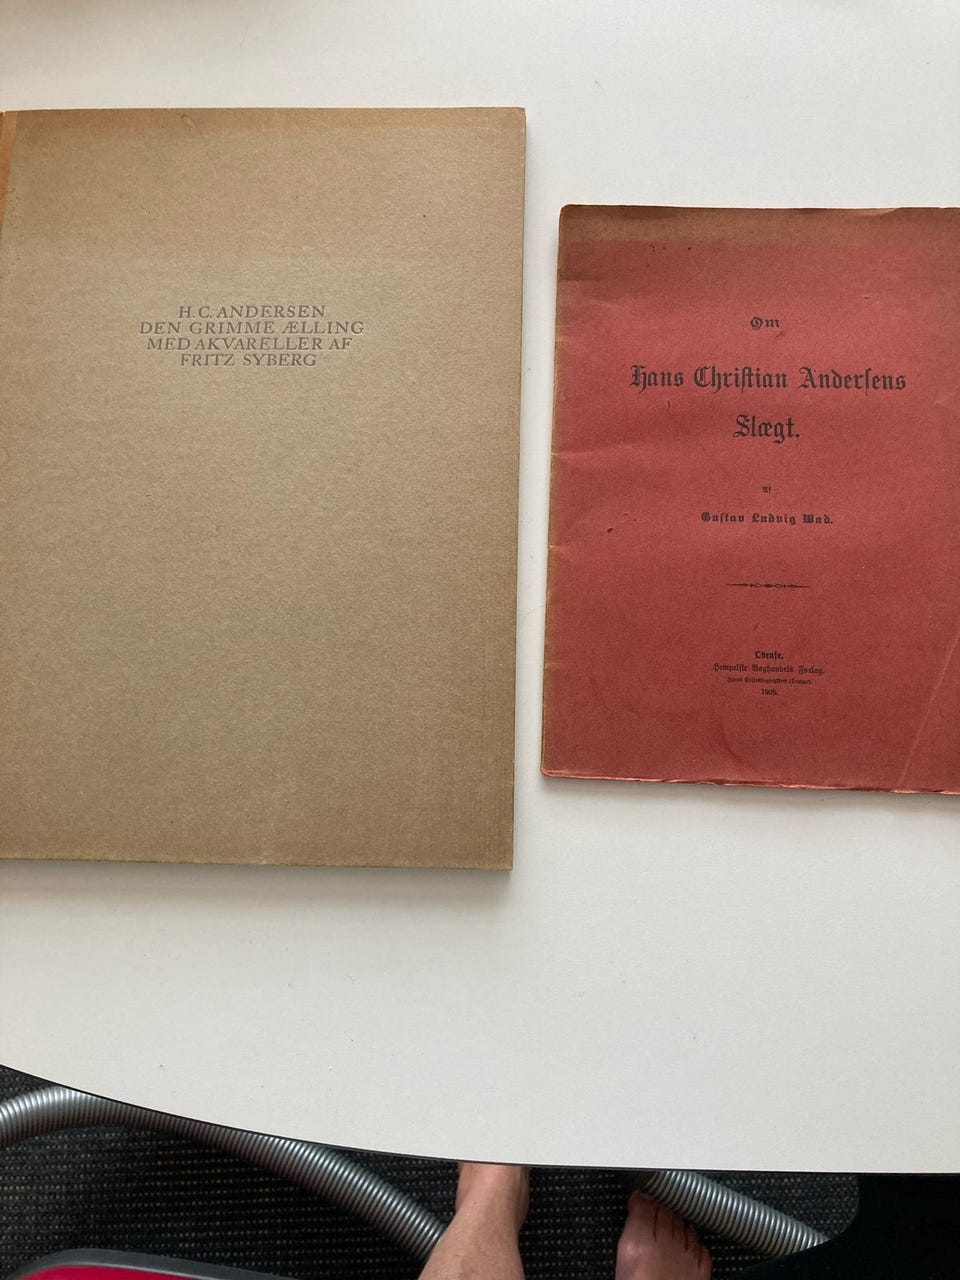 H.C. ANDERSEN
DEN GRIMME ÆLLING
MED AKVARELLER AF
FRITZ SYBERG
Om
Hans Christian Andersens
Slægt.
Af
Gustav Ludvig Wad.
Odense.
Hempelske Boghandels Forlag.